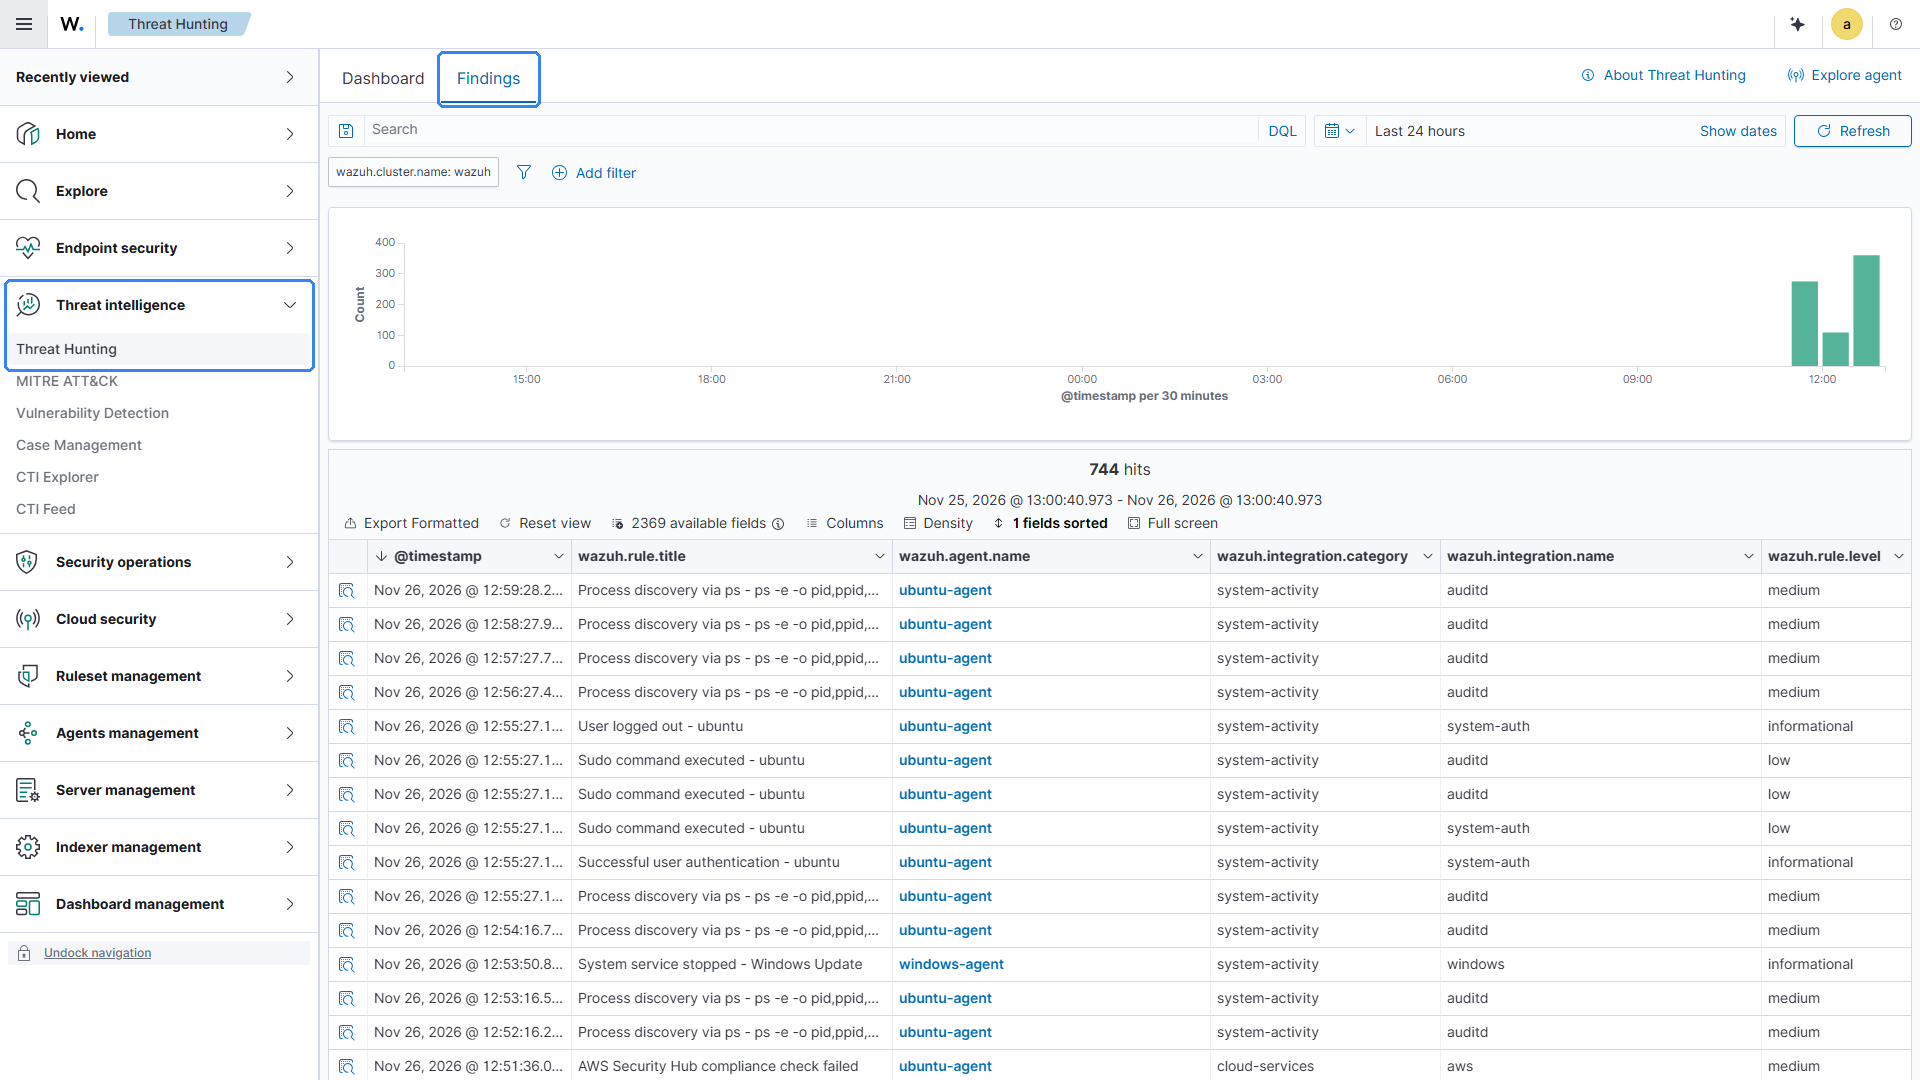 W.
Threat Hunting
a
Recently viewed
Home
Explore
Endpoint security
Threat intelligence
Threat Hunting
MITRE ATT&CK
Vulnerability Detection
Case Management
CTI Explorer
CTI Feed
Security operations
Cloud security
Ruleset management
Agents management
Server management
Indexer management
Dashboard management
Undock navigation
Dashboard
Findings
About Threat Hunting
Explore agent
Search
DQL
Last 24 hours
Show dates
Refresh
wazuh.cluster.name: wazuh
Add filter
Count
400
300
200
100
0
15:00
18:00
21:00
00:00
03:00
06:00
09:00
12:00
@timestamp per 30 minutes
744 hits
Nov 25, 2026 @ 13:00:40.973 - Nov 26, 2026 @ 13:00:40.973
Export Formatted Reset view 2369 available fields Columns Density 1 fields sorted Full screen
@timestamp wazuh.rule.title wazuh.agent.name wazuh.integration.category wazuh.integration.name wazuh.rule.level
Nov 26, 2026 @ 12:59:28.2... Process discovery via ps - ps -e -o pid,ppid,... ubuntu-agent system-activity auditd medium
Nov 26, 2026 @ 12:58:27.9... Process discovery via ps - ps -e -o pid,ppid,... ubuntu-agent system-activity auditd medium
Nov 26, 2026 @ 12:57:27.7... Process discovery via ps - ps -e -o pid,ppid,... ubuntu-agent system-activity auditd medium
Nov 26, 2026 @ 12:56:27.4... Process discovery via ps - ps -e -o pid,ppid,... ubuntu-agent system-activity auditd medium
Nov 26, 2026 @ 12:55:27.1... User logged out - ubuntu ubuntu-agent system-activity system-auth informational
Nov 26, 2026 @ 12:55:27.1... Sudo command executed - ubuntu ubuntu-agent system-activity auditd low
Nov 26, 2026 @ 12:55:27.1... Sudo command executed - ubuntu ubuntu-agent system-activity auditd low
Nov 26, 2026 @ 12:55:27.1... Sudo command executed - ubuntu ubuntu-agent system-activity system-auth low
Nov 26, 2026 @ 12:55:27.1... Successful user authentication - ubuntu ubuntu-agent system-activity system-auth informational
Nov 26, 2026 @ 12:55:27.1... Process discovery via ps - ps -e -o pid,ppid,... ubuntu-agent system-activity auditd medium
Nov 26, 2026 @ 12:54:16.7... Process discovery via ps - ps -e -o pid,ppid,... ubuntu-agent system-activity auditd medium
Nov 26, 2026 @ 12:53:50.8... System service stopped - Windows Update windows-agent system-activity windows informational
Nov 26, 2026 @ 12:53:16.5... Process discovery via ps - ps -e -o pid,ppid,... ubuntu-agent system-activity auditd medium
Nov 26, 2026 @ 12:52:16.2... Process discovery via ps - ps -e -o pid,ppid,... ubuntu-agent system-activity auditd medium
Nov 26, 2026 @ 12:51:36.0... AWS Security Hub compliance check failed ubuntu-agent cloud-services aws medium